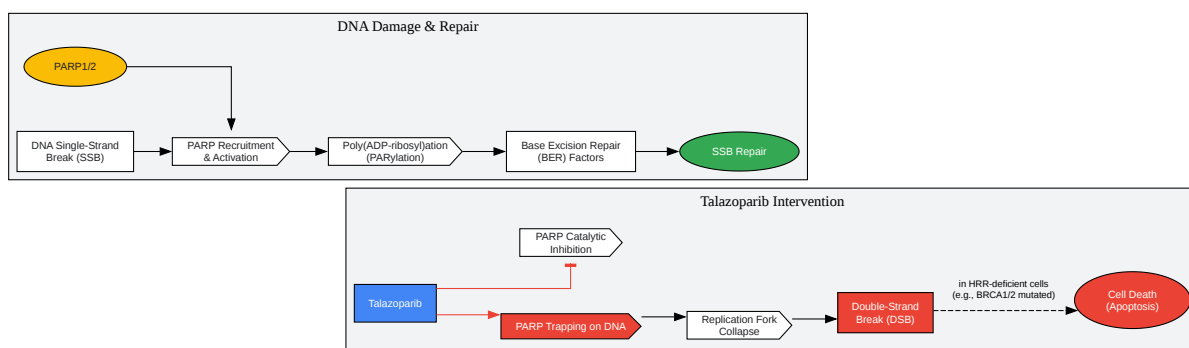 DNA Damage & Repair
PARP1/2
DNA Single-Strand
Break (SSB)
PARP Recruitment
& Activation
Poly(ADP-ribosyl)ation
(PARylation)
Base Excision Repair
(BER) Factors
SSB Repair
Talazoparib Intervention
PARP Catalytic
Inhibition
Talazoparib
PARP Trapping on DNA
Replication Fork
Collapse
Double-Strand
Break (DSB)
in HRR-deficient cells
(e.g., BRCA1/2 mutated)
Cell Death
(Apoptosis)